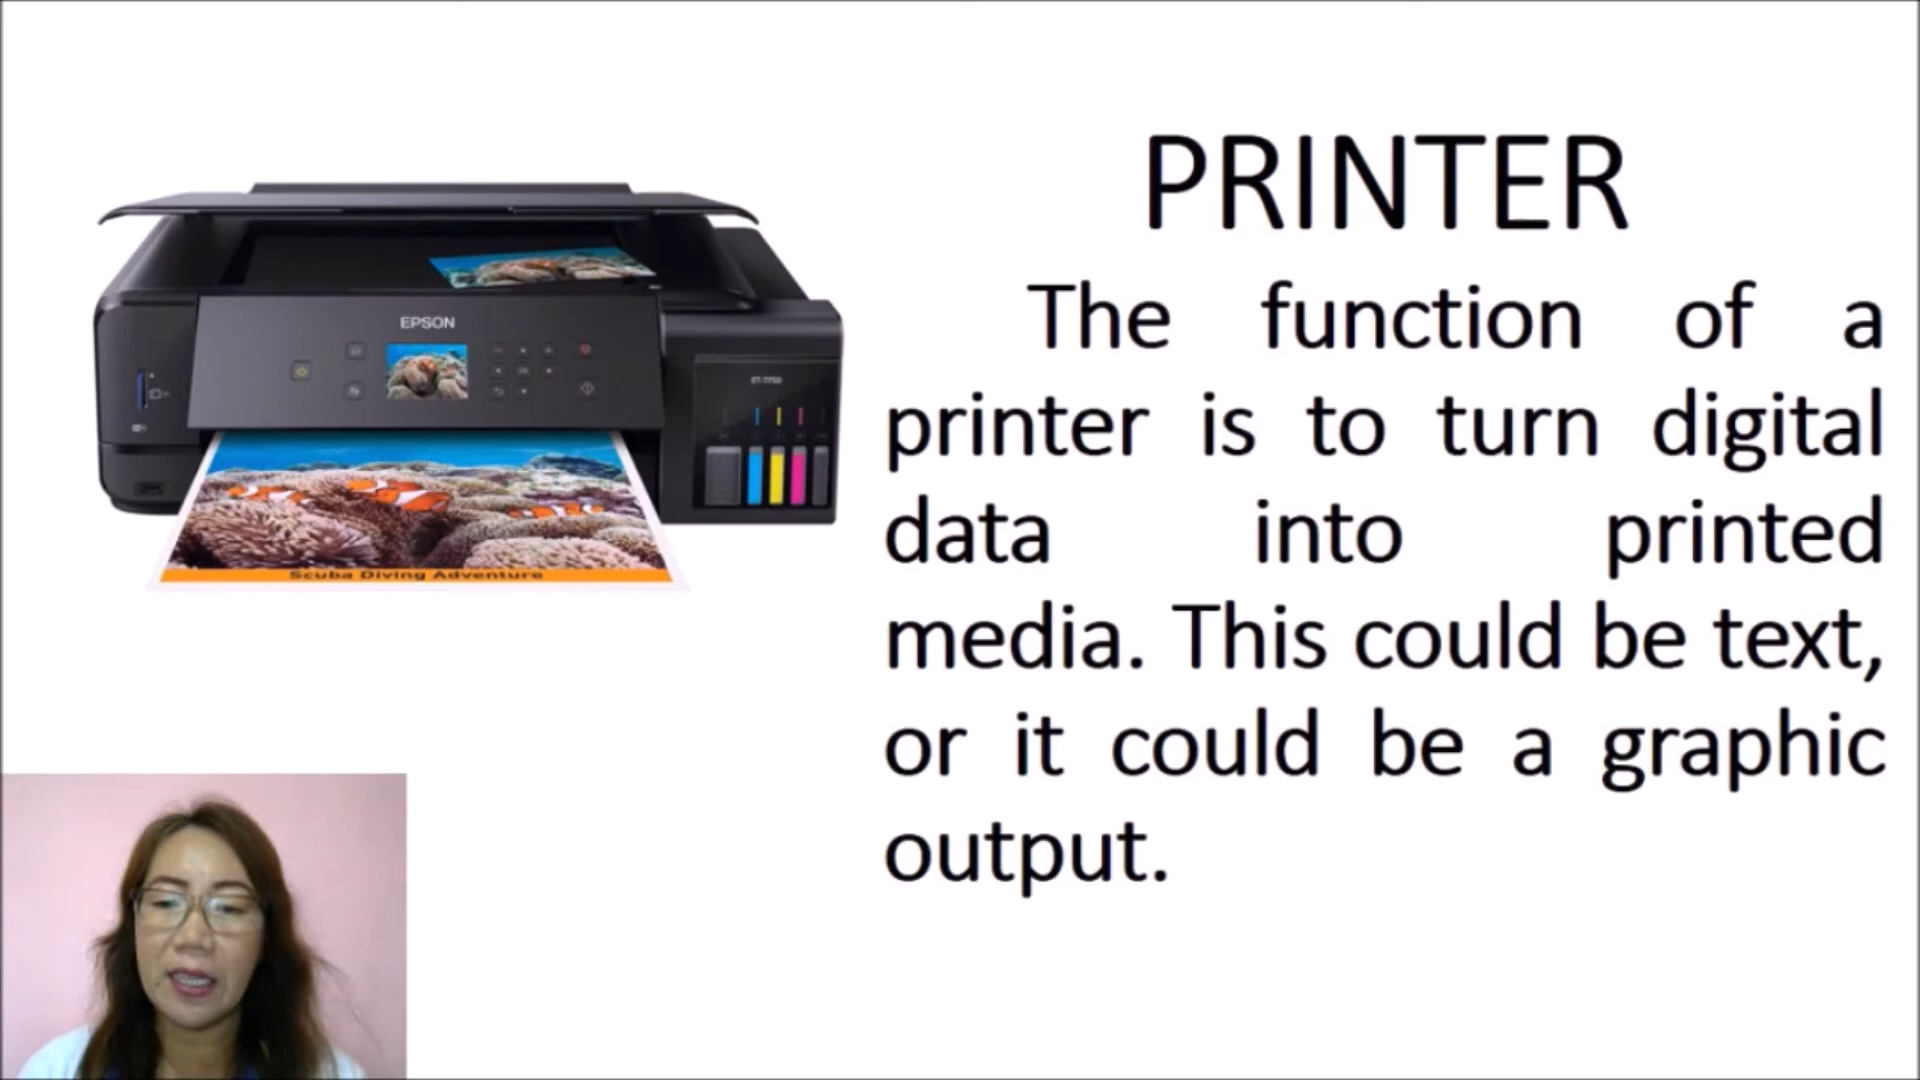 PRINTER
The function of a
printer is to turn digital
data into printed
media. This could be text,
or it could be a graphic
output.
EPSON
Scuba Diving Adventure